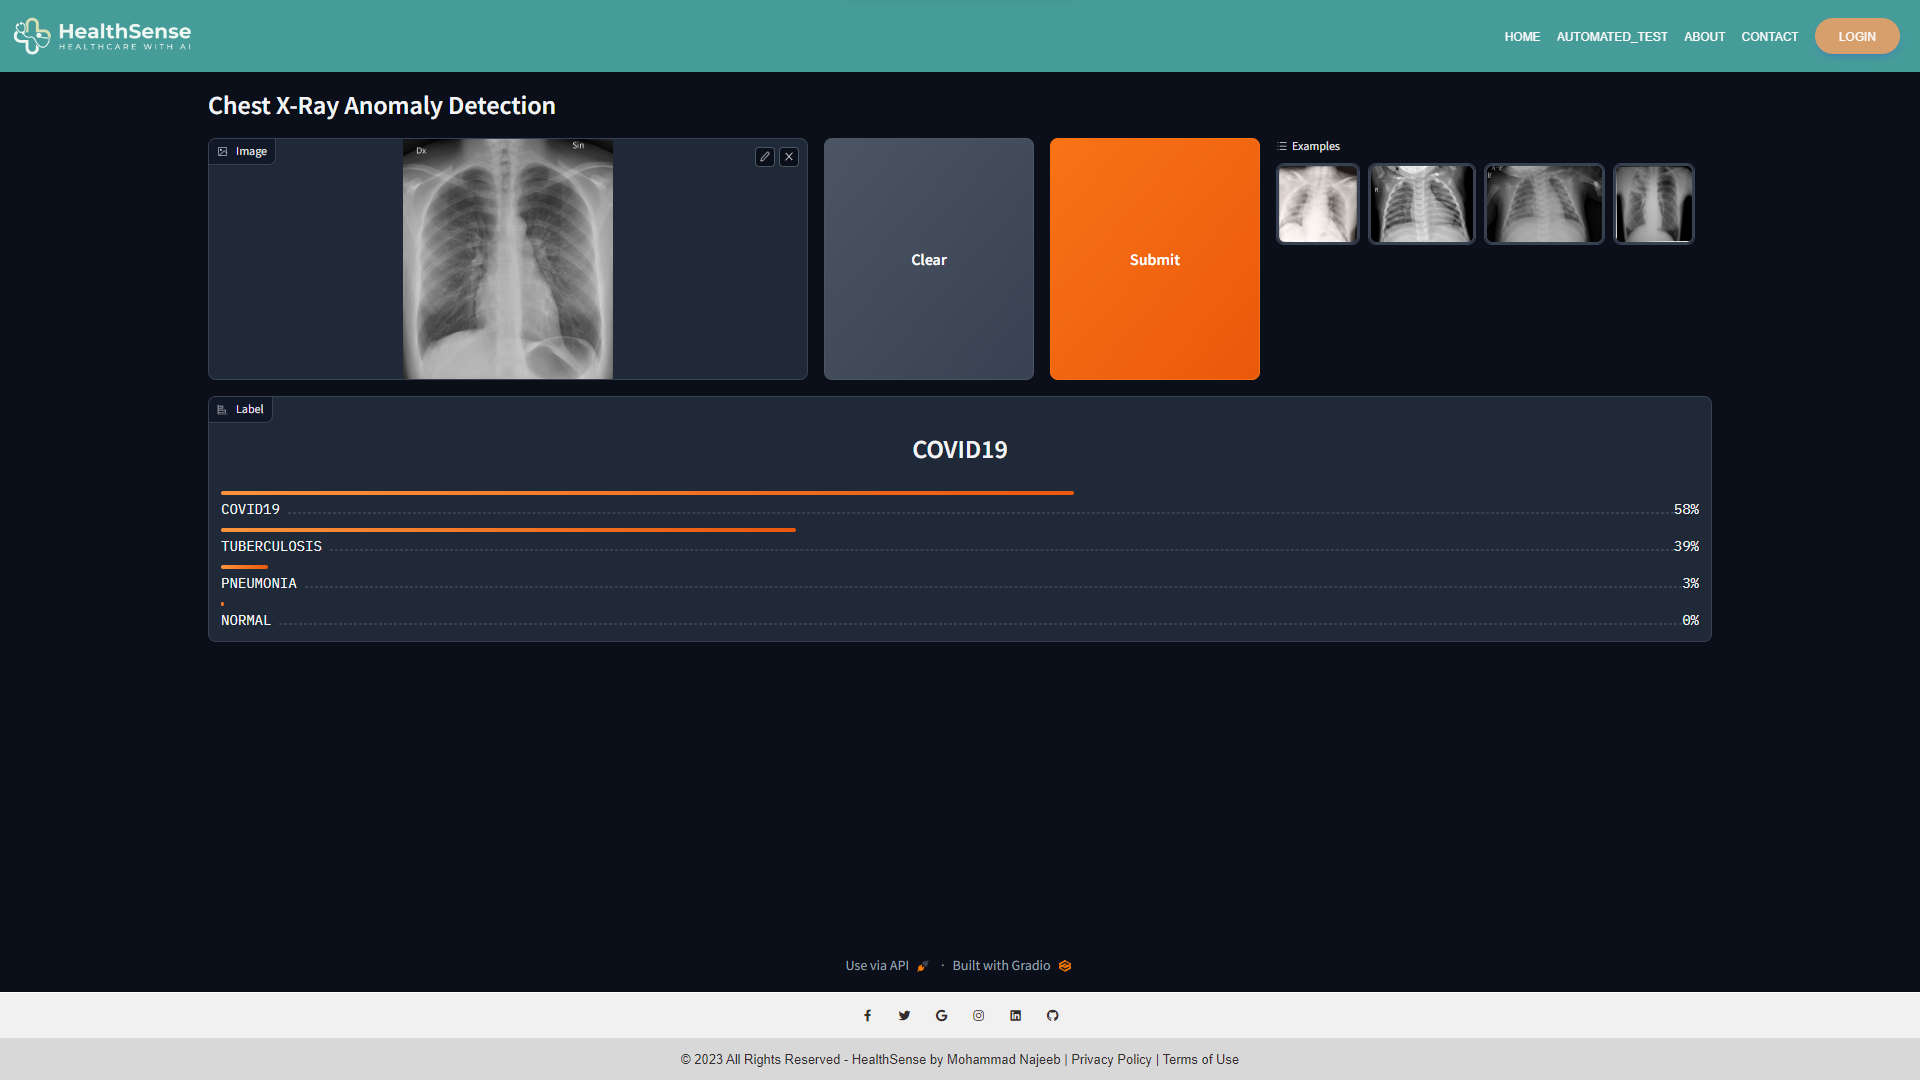 HealthSense
HEALTHCARE WITH AI
HOME AUTOMATED_TEST ABOUT CONTACT LOGIN
Chest X-Ray Anomaly Detection
Image
Dx Sin
Clear
Submit
Examples
R
Label
COVID19
COVID19 58%
TUBERCULOSIS 39%
PNEUMONIA 3%
NORMAL 0%
Use via API · Built with Gradio
© 2023 All Rights Reserved - HealthSense by Mohammad Najeeb | Privacy Policy | Terms of Use